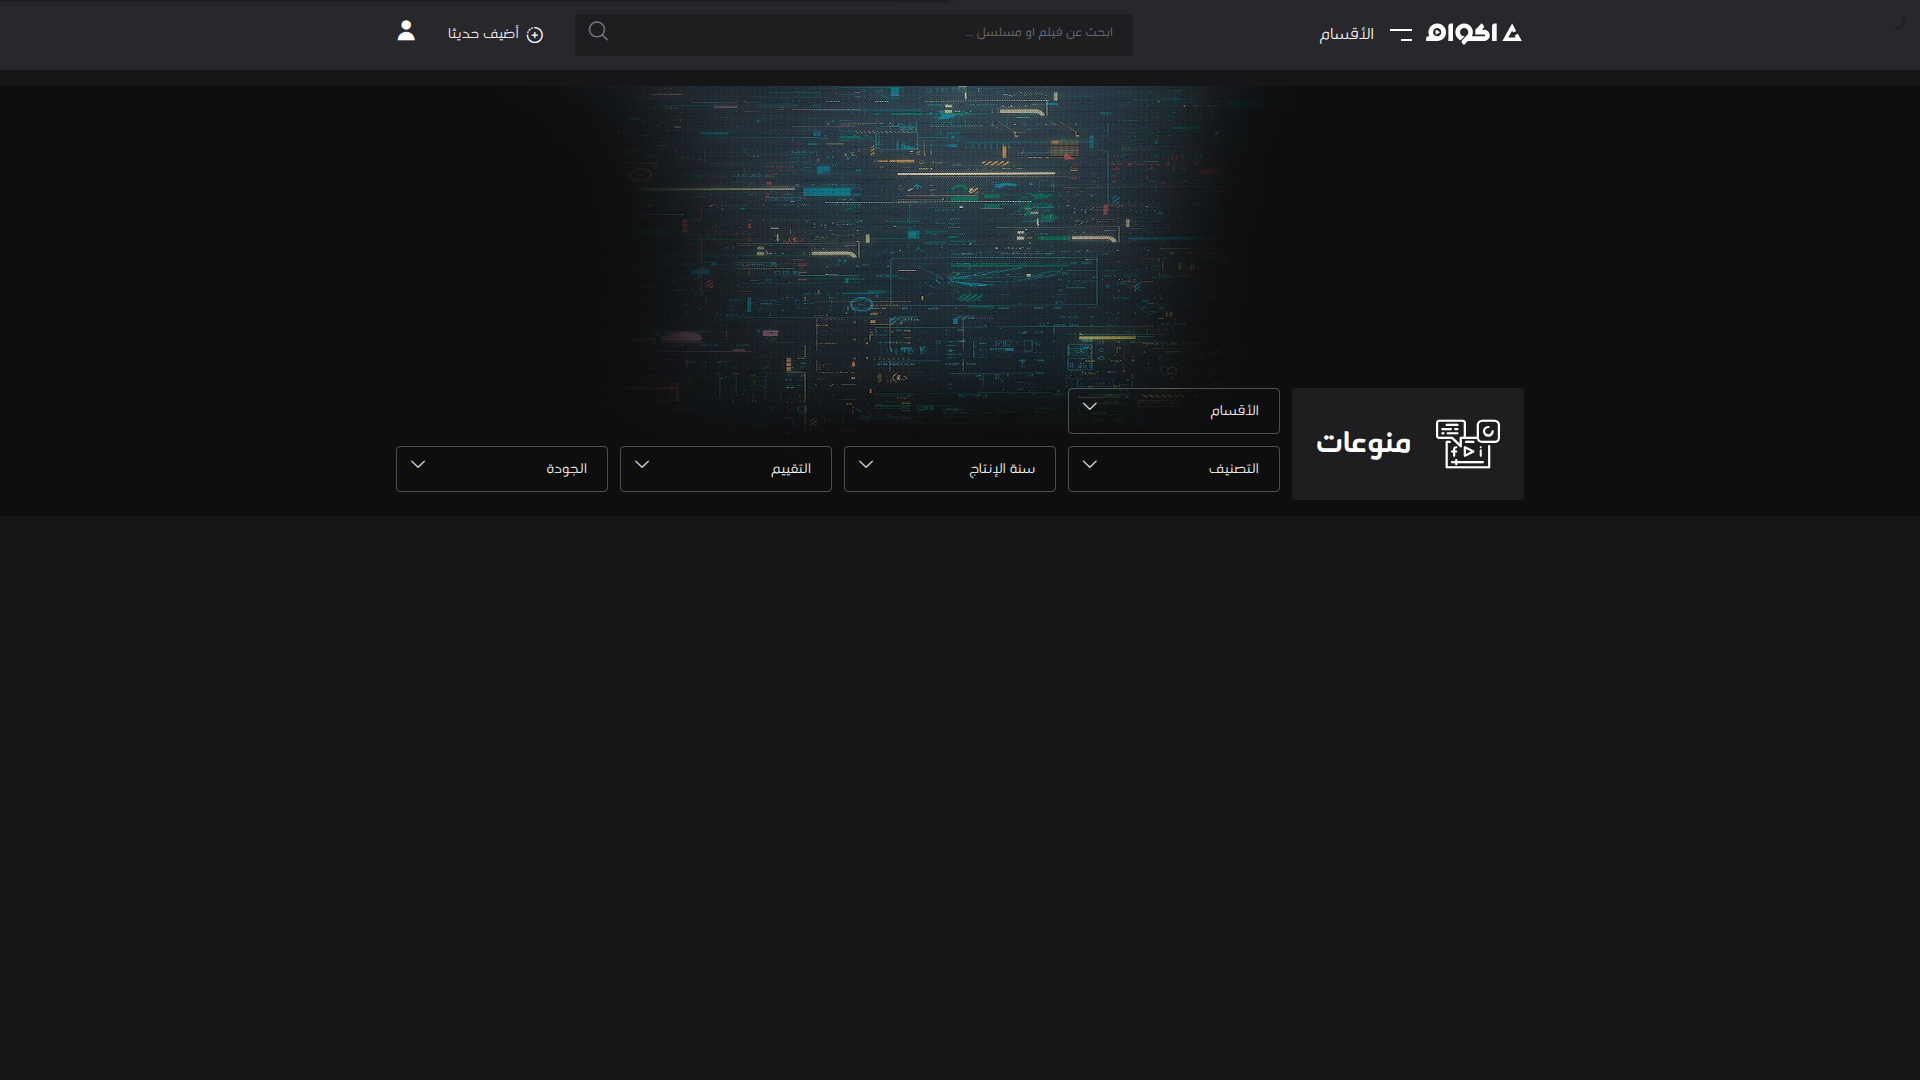 اكوام
الأقسام
ابحث عن فيلم او مسلسل ...
أضيف حديثا
منوعات
الأقسام
التصنيف
سنة الإنتاج
التقييم
الجودة